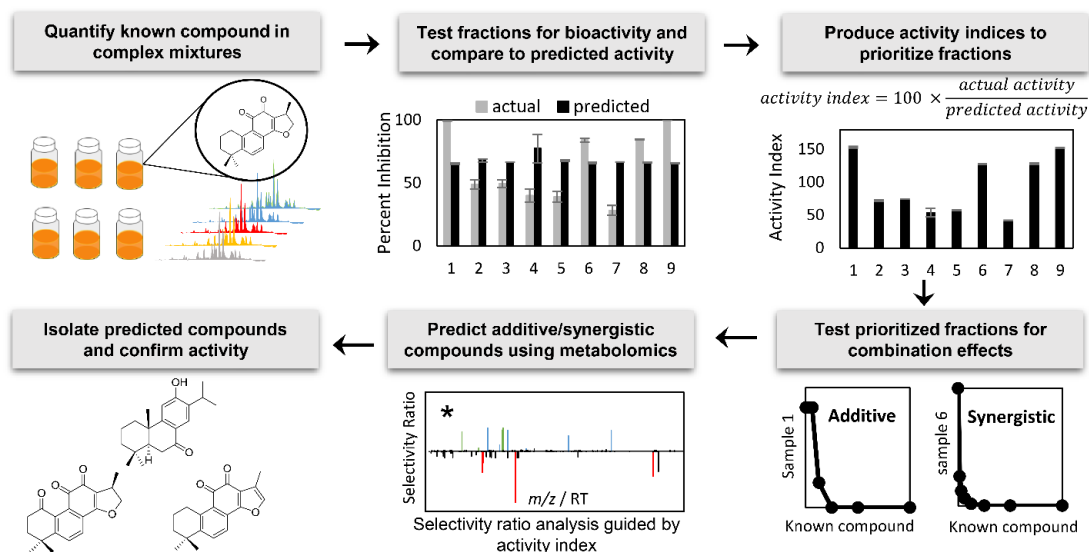 Quantify known compound in
complex mixtures
Test fractions for bioactivity and
compare to predicted activity
Produce activity indices to
prioritize fractions
O
O
O
activity index = 100 × actual activity / predicted activity
actual predicted
Percent Inhibition
100
50
0
1 2 3 4 5 6 7 8 9
Activity Index
150
100
50
0
1 2 3 4 5 6 7 8 9
Isolate predicted compounds
and confirm activity
Predict additive/synergistic
compounds using metabolomics
Test prioritized fractions for
combination effects
OH
O
H
O
O
O
O
O
O
O
Selectivity Ratio
*
m/z / RT
Selectivity ratio analysis guided by
activity index
Sample 1
Additive
Known compound
sample 6
Synergistic
Known compound